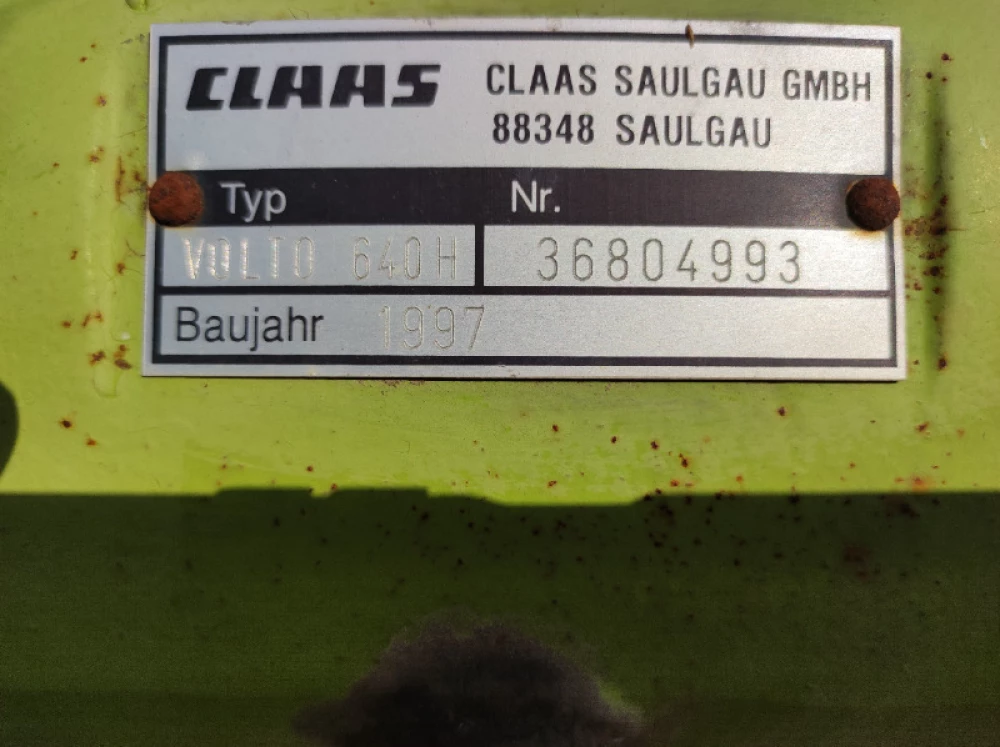 CLAAS CLAAS SAULGAU GMBH
88348 SAULGAU
Typ Nr.
VOLTO 640H 36804993
Baujahr 1997